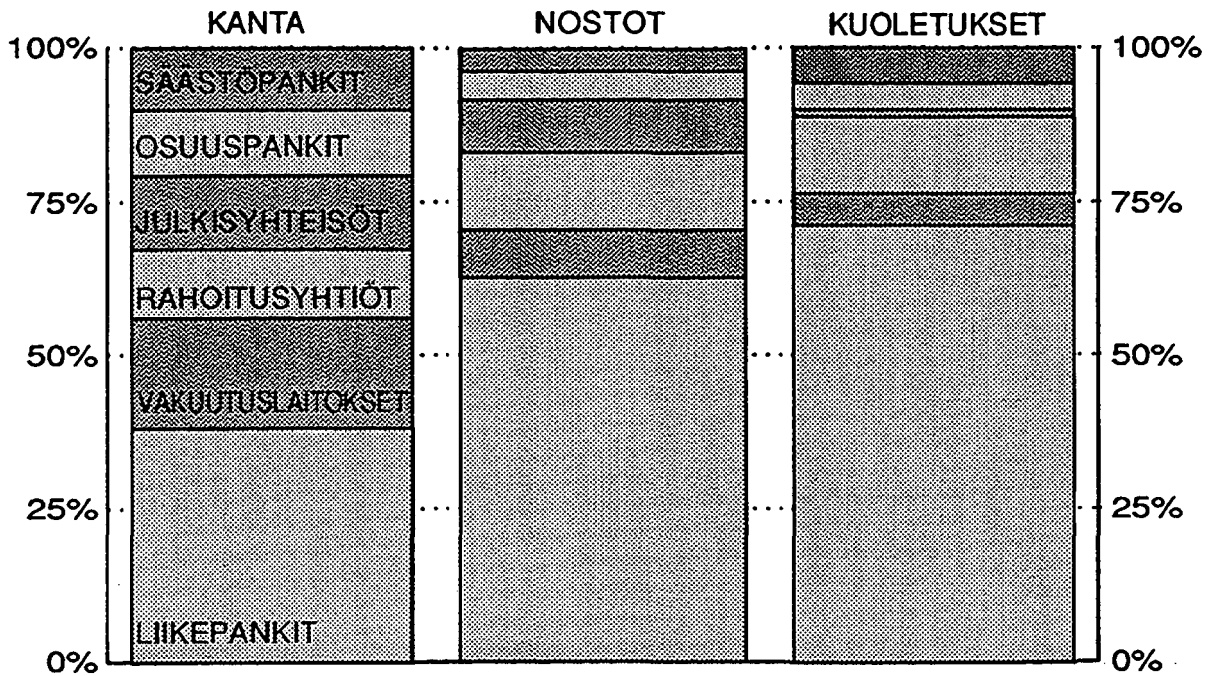 KANTA NOSTOT KUOLETUKSET
100% 100%
SÄÄSTÖPANKIT
OSUUSPANKIT
75% 75%
JULKISYHTEISÖT
RAHOITUSYHTIÖT
50% 50%
VAKUUTUSLAITOKSET
25% 25%
LIIKEPANKIT
0% 0%